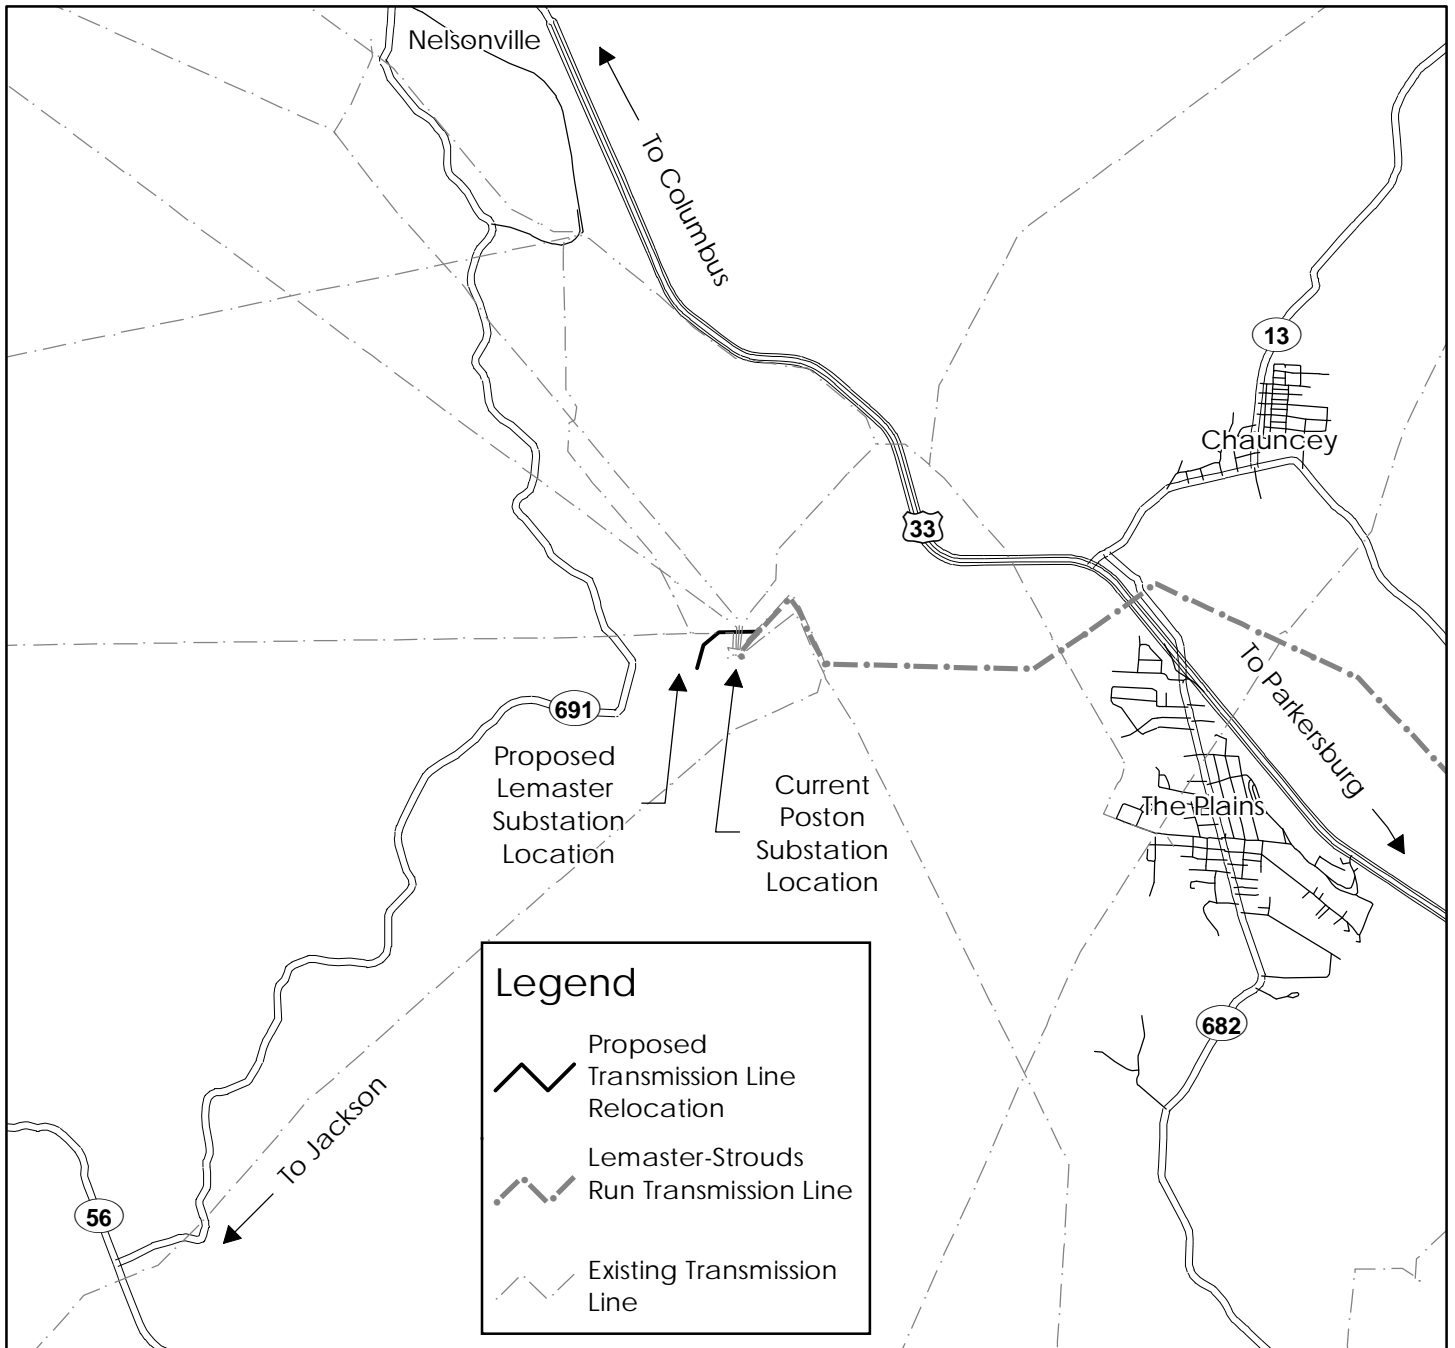 Nelsonville
To Columbus
13
Chauncey
33
To Parkersburg
691
Proposed
Lemaster
Substation
Location
Current
Poston
Substation
Location
The Plains
682
To Jackson
56
Legend
Proposed
Transmission Line
Relocation
Lemaster-Strouds
Run Transmission Line
Existing Transmission
Line